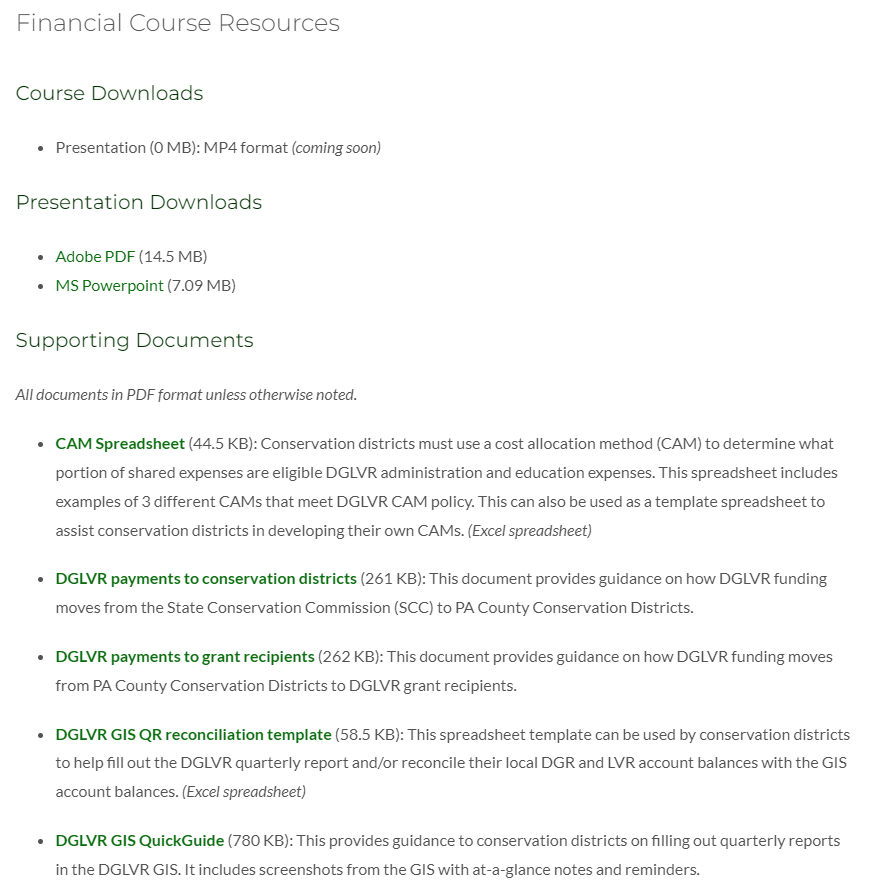 Financial Course Resources
Course Downloads
Presentation (0 MB): MP4 format (coming soon)
Presentation Downloads
Adobe PDF (14.5 MB)
MS Powerpoint (7.09 MB)
Supporting Documents
All documents in PDF format unless otherwise noted.
CAM Spreadsheet (44.5 KB): Conservation districts must use a cost allocation method (CAM) to determine what
portion of shared expenses are eligible DGLVR administration and education expenses. This spreadsheet includes
examples of 3 different CAMs that meet DGLVR CAM policy. This can also be used as a template spreadsheet to
assist conservation districts in developing their own CAMs. (Excel spreadsheet)
DGLVR payments to conservation districts (261 KB): This document provides guidance on how DGLVR funding
moves from the State Conservation Commission (SCC) to PA County Conservation Districts.
DGLVR payments to grant recipients (262 KB): This document provides guidance on how DGLVR funding moves
from PA County Conservation Districts to DGLVR grant recipients.
DGLVR GIS QR reconciliation template (58.5 KB): This spreadsheet template can be used by conservation districts
to help fill out the DGLVR quarterly report and/or reconcile their local DGR and LVR account balances with the GIS
account balances. (Excel spreadsheet)
DGLVR GIS QuickGuide (780 KB): This provides guidance to conservation districts on filling out quarterly reports
in the DGLVR GIS. It includes screenshots from the GIS with at-a-glance notes and reminders.